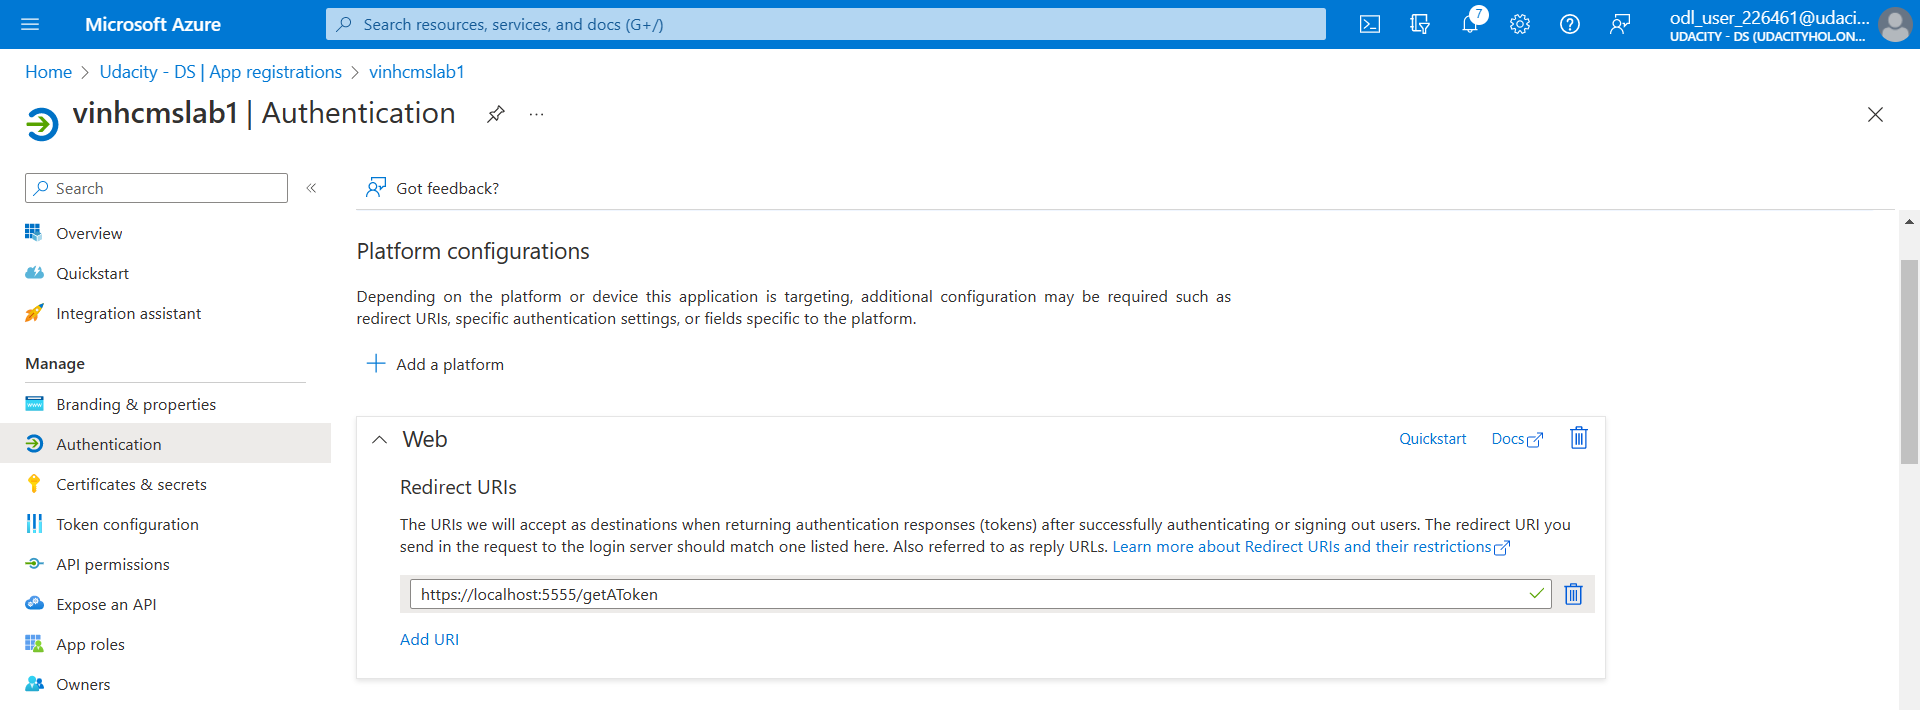 Microsoft Azure
Search resources, services, and docs (G+/)
7
odl_user_226461@udaci...
UDACITY - DS (UDACITYHOL.ON...
Home > Udacity - DS | App registrations > vinhcmslab1
vinhcmslab1 | Authentication
Search
Got feedback?
Overview
Quickstart
Integration assistant
Manage
Branding & properties
Authentication
Certificates & secrets
Token configuration
API permissions
Expose an API
App roles
Owners
Platform configurations
Depending on the platform or device this application is targeting, additional configuration may be required such as
redirect URIs, specific authentication settings, or fields specific to the platform.
Add a platform
Web
Quickstart
Docs
Redirect URIs
The URIs we will accept as destinations when returning authentication responses (tokens) after successfully authenticating or signing out users. The redirect URI you
send in the request to the login server should match one listed here. Also referred to as reply URLs. Learn more about Redirect URIs and their restrictions
https://localhost:5555/getAToken
Add URI